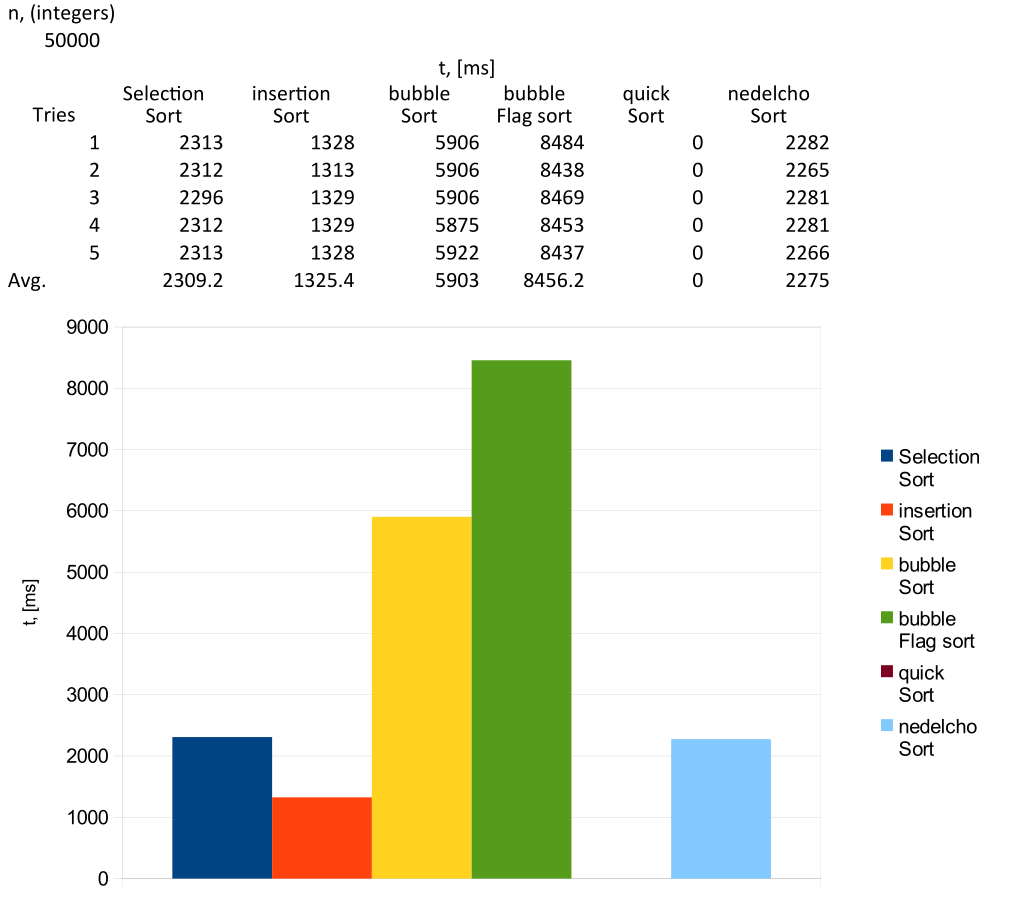 n, (integers)
50000
t, [ms]
Selection insertion bubble bubble quick nedelcho
Tries Sort Sort Sort Flag sort Sort Sort
1 2313 1328 5906 8484 0 2282
2 2312 1313 5906 8438 0 2265
3 2296 1329 5906 8469 0 2281
4 2312 1329 5875 8453 0 2281
5 2313 1328 5922 8437 0 2266
Avg. 2309.2 1325.4 5903 8456.2 0 2275
9000
8000
7000
6000
5000
4000
3000
2000
1000
0
t, [ms]
Selection
Sort
insertion
Sort
bubble
Sort
bubble
Flag sort
quick
Sort
nedelcho
Sort